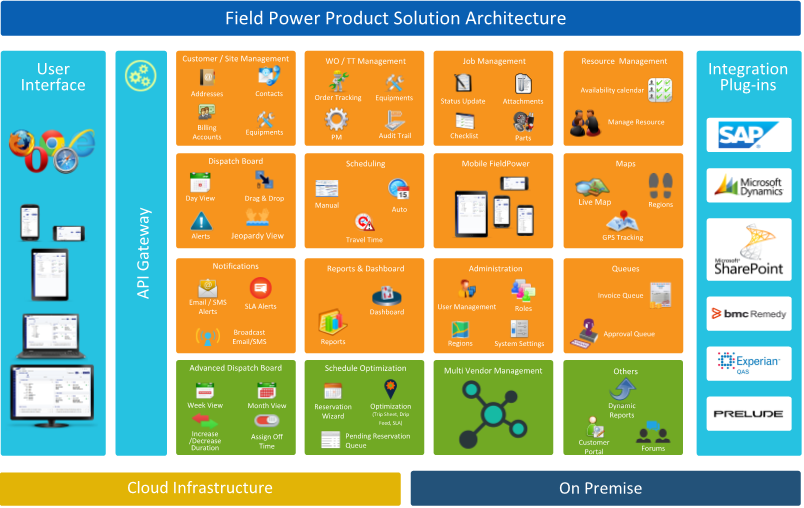 Field Power Product Solution Architecture
User
Interface
API Gateway
Customer / Site Management
Addresses
Contacts
Billing
Accounts
Equipments
WO / TT Management
Order Tracking
Equipments
PM
Audit Trail
Job Management
Status Update
Attachments
Checklist
Parts
Resource Management
Availability calendar
Manage Resource
Dispatch Board
Day View
Drag & Drop
Alerts
Jeopardy View
Scheduling
Manual
15
Auto
Travel Time
Mobile FieldPower
Maps
Live Map
Regions
GPS Tracking
Notifications
Email / SMS
Alerts
SLA Alerts
Broadcast
Email/SMS
Reports & Dashboard
Dashboard
Reports
Administration
User Management
Roles
Regions
System Settings
Queues
Invoice Queue
Approval Queue
Advanced Dispatch Board
Week View
Month View
Increase
/Decrease
Duration
Assign Off
Time
Schedule Optimization
Reservation
Wizard
Optimization
(Trip Sheet, Drip
Feed, SLA)
Pending Reservation
Queue
Multi Vendor Management
Others
Dynamic
Reports
Customer
Portal
Forums
Integration
Plug-ins
SAP
Microsoft
Dynamics
Microsoft
SharePoint
bmc Remedy
Experian
QAS
PRELUDE
Cloud Infrastructure
On Premise